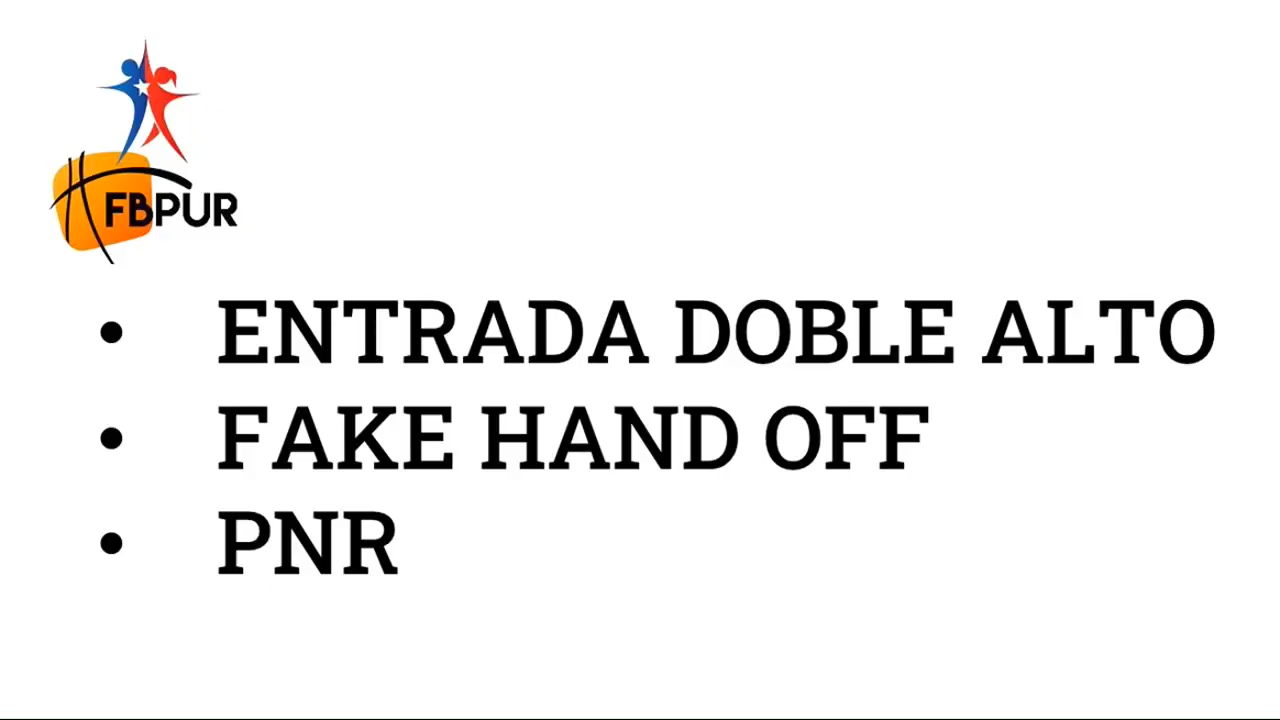 FBPUR
• ENTRADA DOBLE ALTO
• FAKE HAND OFF
• PNR